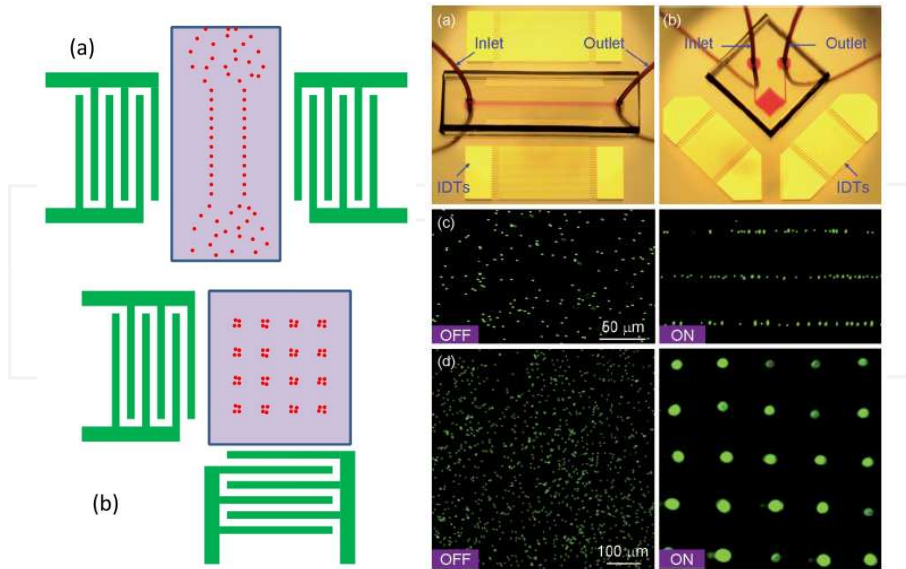 (a)
(b)
(a)
Inlet
Outlet
IDTs
(b)
Inlet
Outlet
IDTs
(c)
OFF
50 μm
ON
(d)
OFF
100 μm
ON